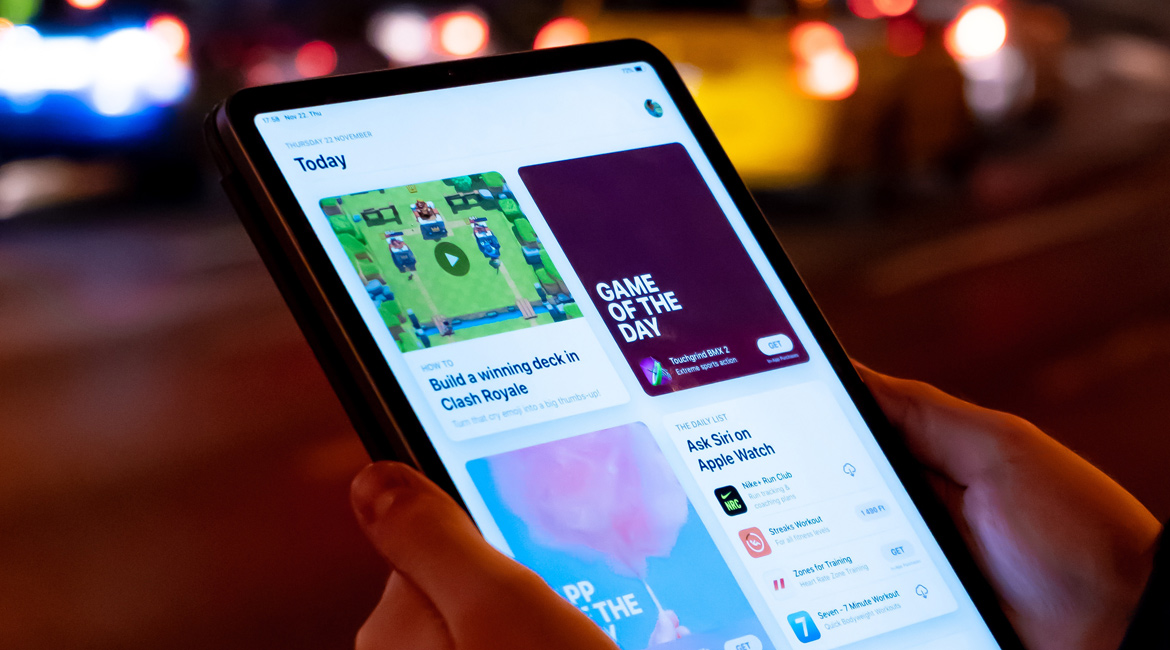 17:58 Nov 22. Thu
THURSDAY 22 NOVEMBER
Today
HOW TO
Build a winning deck in
Clash Royale
Turn that cry emoji into a big thumbs-up!
GAME
OF THE
DAY
Touchgrind BMX 2
Extreme sports action
GET
In-App Purchases
THE DAILY LIST
Ask Siri on
Apple Watch
NRC
Nike+ Run Club
Run tracking &
coaching plans
Streaks Workout
For all fitness levels
1 490 Ft
Zones for Training
Heart Rate Zone Training
GET
In-App Purchases
7
Seven - 7 Minute Workout
Quick Bodyweight Workouts
PP
THE
GET